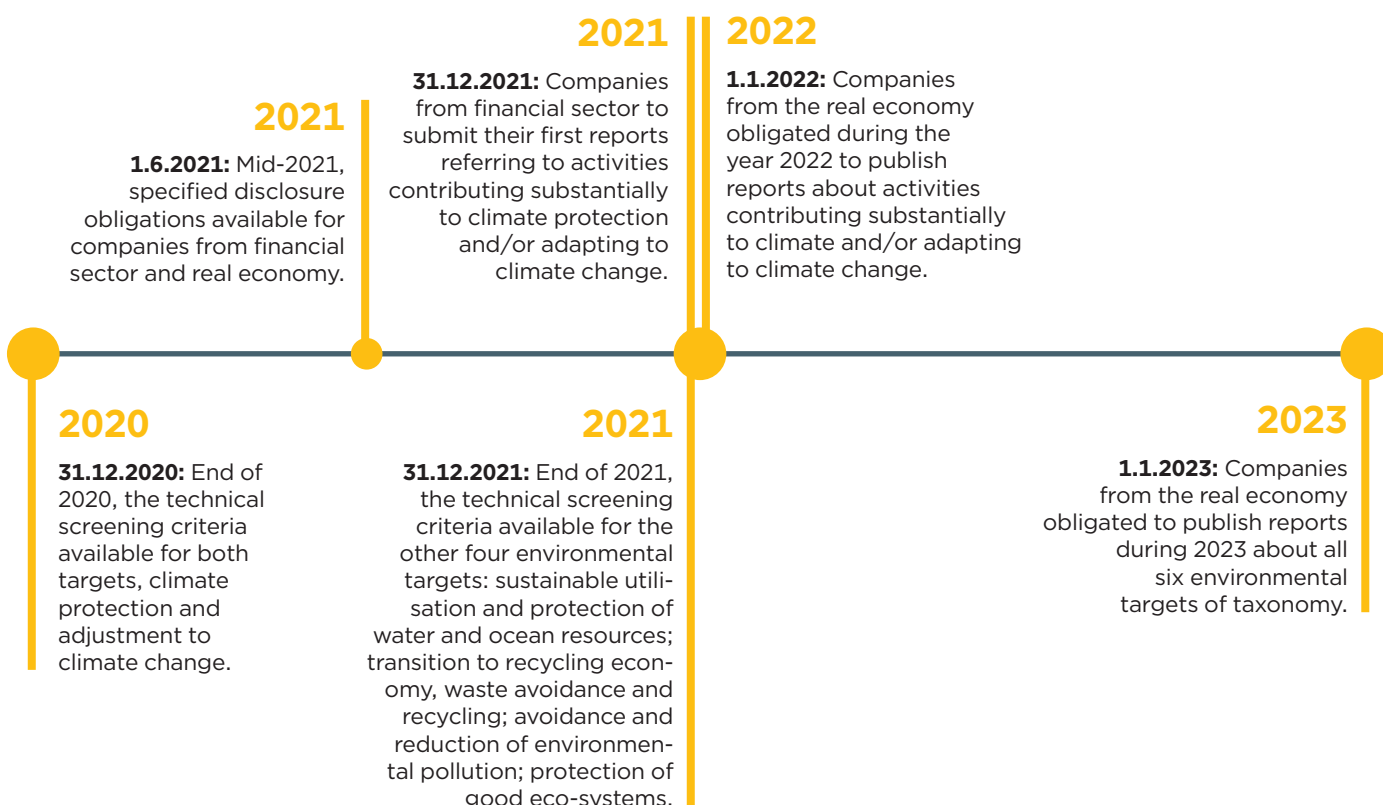 2021
1.6.2021: Mid-2021,
specified disclosure
obligations available for
companies from financial
sector and real economy.
2021
31.12.2021: Companies
from financial sector to
submit their first reports
referring to activities
contributing substantially
to climate protection
and/or adapting to
climate change.
2022
1.1.2022: Companies
from the real economy
obligated during the
year 2022 to publish
reports about activities
contributing substantially
to climate and/or adapting
to climate change.
2020
31.12.2020: End of
2020, the technical
screening criteria
available for both
targets, climate
protection and
adjustment to
climate change.
2021
31.12.2021: End of 2021,
the technical screening
criteria available for the
other four environmental
targets: sustainable utili-
sation and protection of
water and ocean resources;
transition to recycling econ-
omy, waste avoidance and
recycling; avoidance and
reduction of environmen-
tal pollution; protection of
good eco-systems.
2023
1.1.2023: Companies
from the real economy
obligated to publish reports
during 2023 about all
six environmental
targets of taxonomy.